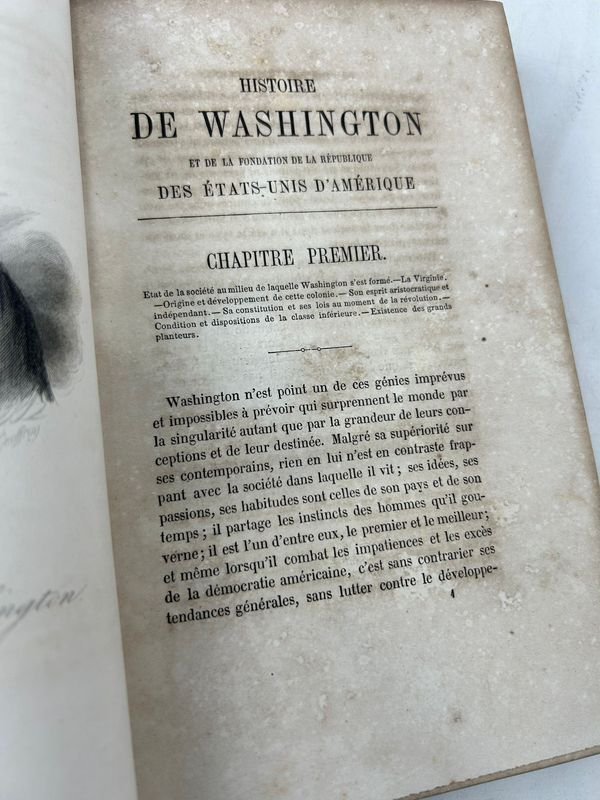 HISTOIRE
DE WASHINGTON
ET DE LA FONDATION DE LA RÉPUBLIQUE
DES ÉTATS-UNIS D'AMÉRIQUE
CHAPITRE PREMIER.
Etat de la société au milieu de laquelle Washington s'est formé.—La Virginie.
—Origine et développement de cette colonie.— Son esprit aristocratique et
indépendant.— Sa constitution et ses lois au moment de la révolution.—
Condition et dispositions de la classe inférieure.—Existence des grands
planteurs.
Washington n'est point un de ces génies imprévus
et impossibles à prévoir qui surprennent le monde par
la singularité autant que par la grandeur de leurs con-
ceptions et de leur destinée. Malgré sa supériorité sur
ses contemporains, rien en lui n'est en contraste frap-
pant avec la société dans laquelle il vit; ses idées, ses
passions, ses habitudes sont celles de son pays et de son
temps; il partage les instincts des hommes qu'il gou-
verne; il est l'un d'entre eux, le premier et le meilleur;
et même lorsqu'il combat les impatiences et les excès
de la démocratie américaine, c'est sans contrarier ses
tendances générales, sans lutter contre le développe-
1